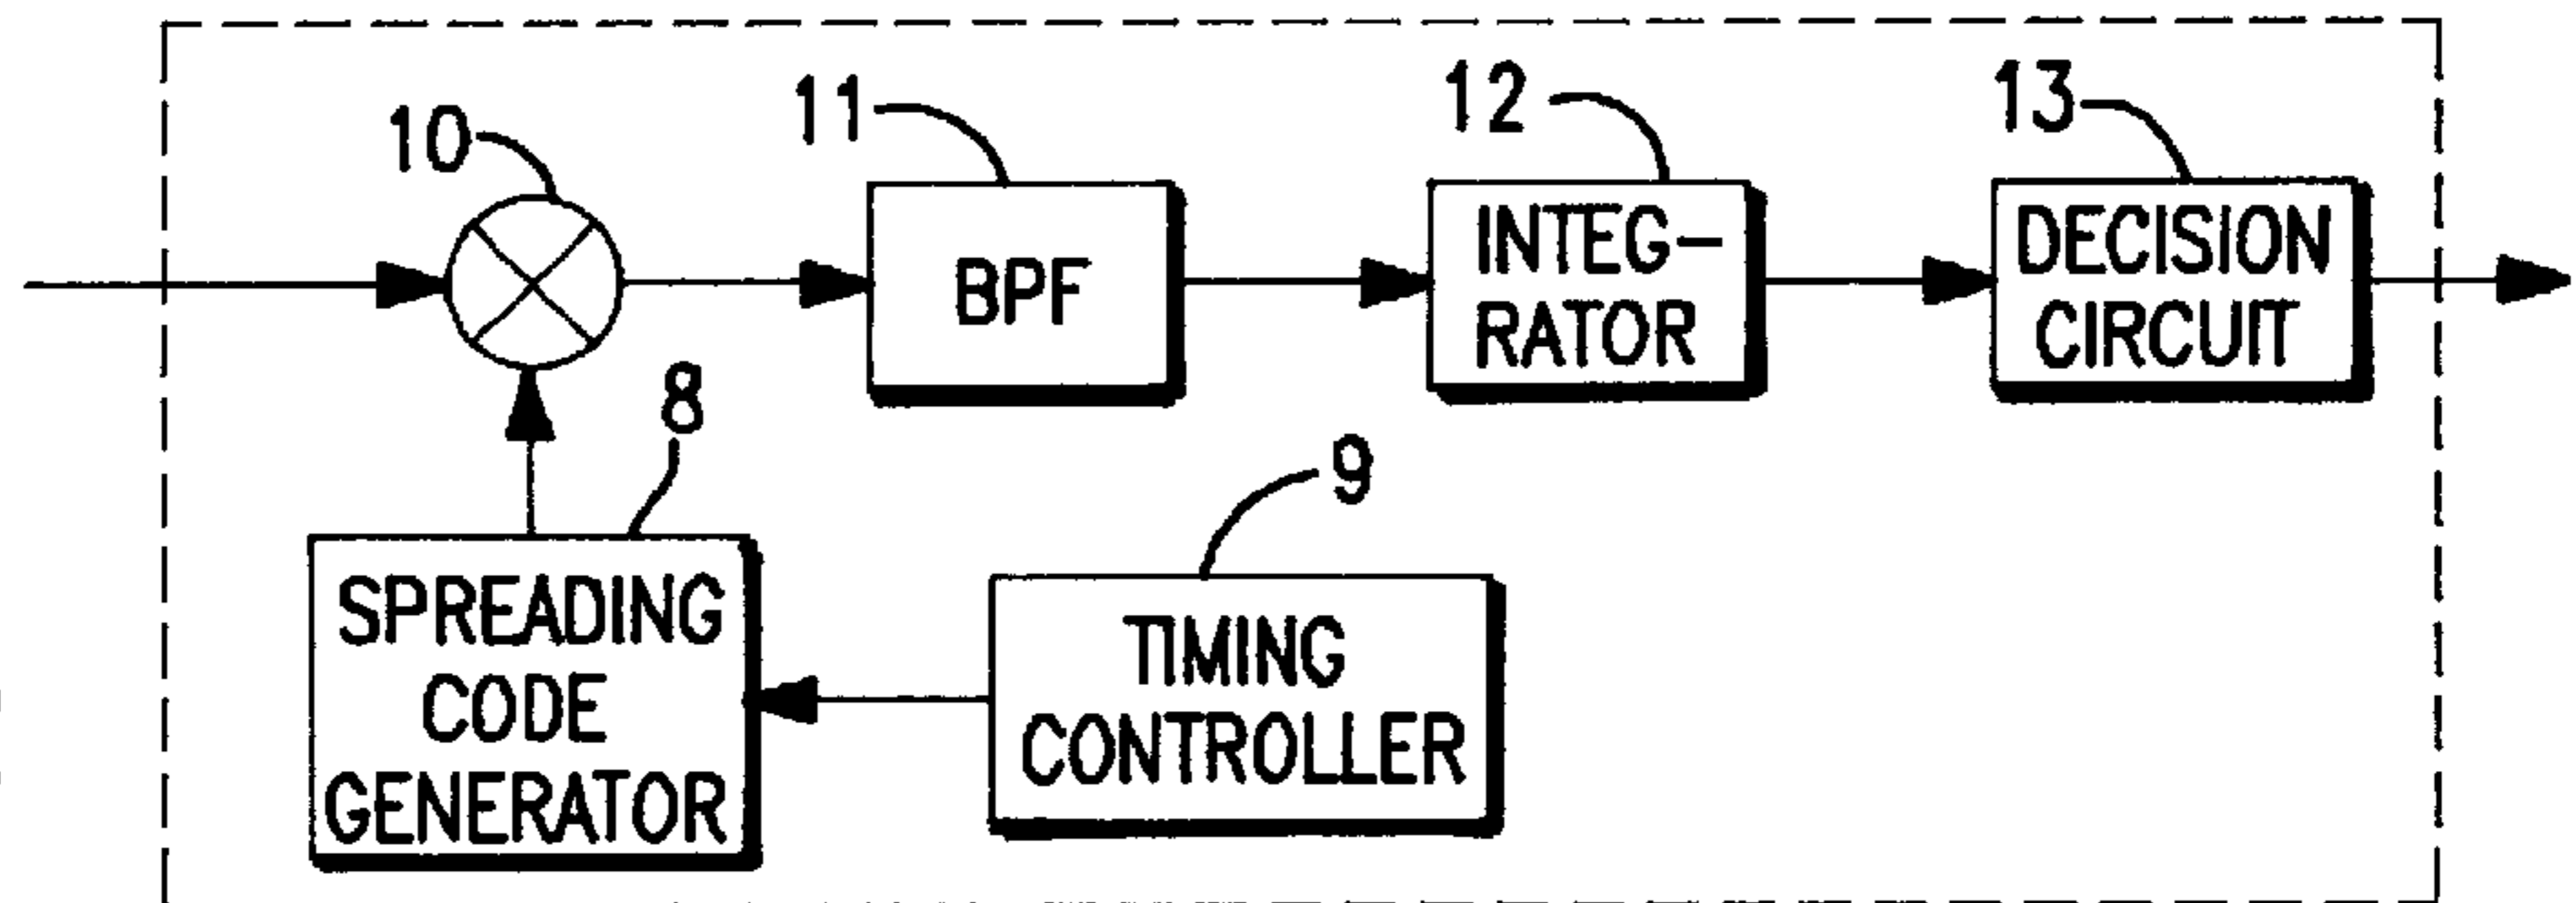 10
11
12
13
BPF
INTEG-
RATOR
DECISION
CIRCUIT
8
9
SPREADING
CODE
GENERATOR
TIMING
CONTROLLER